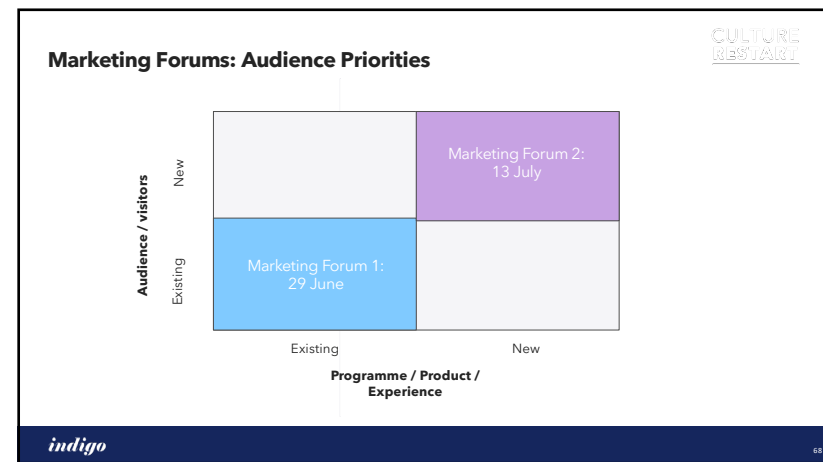 CULTURE
RESTART
Marketing Forums: Audience Priorities
Audience / visitors
New
Existing
Marketing Forum 2:
13 July
Marketing Forum 1:
29 June
Existing
New
Programme / Product /
Experience
indigo
68